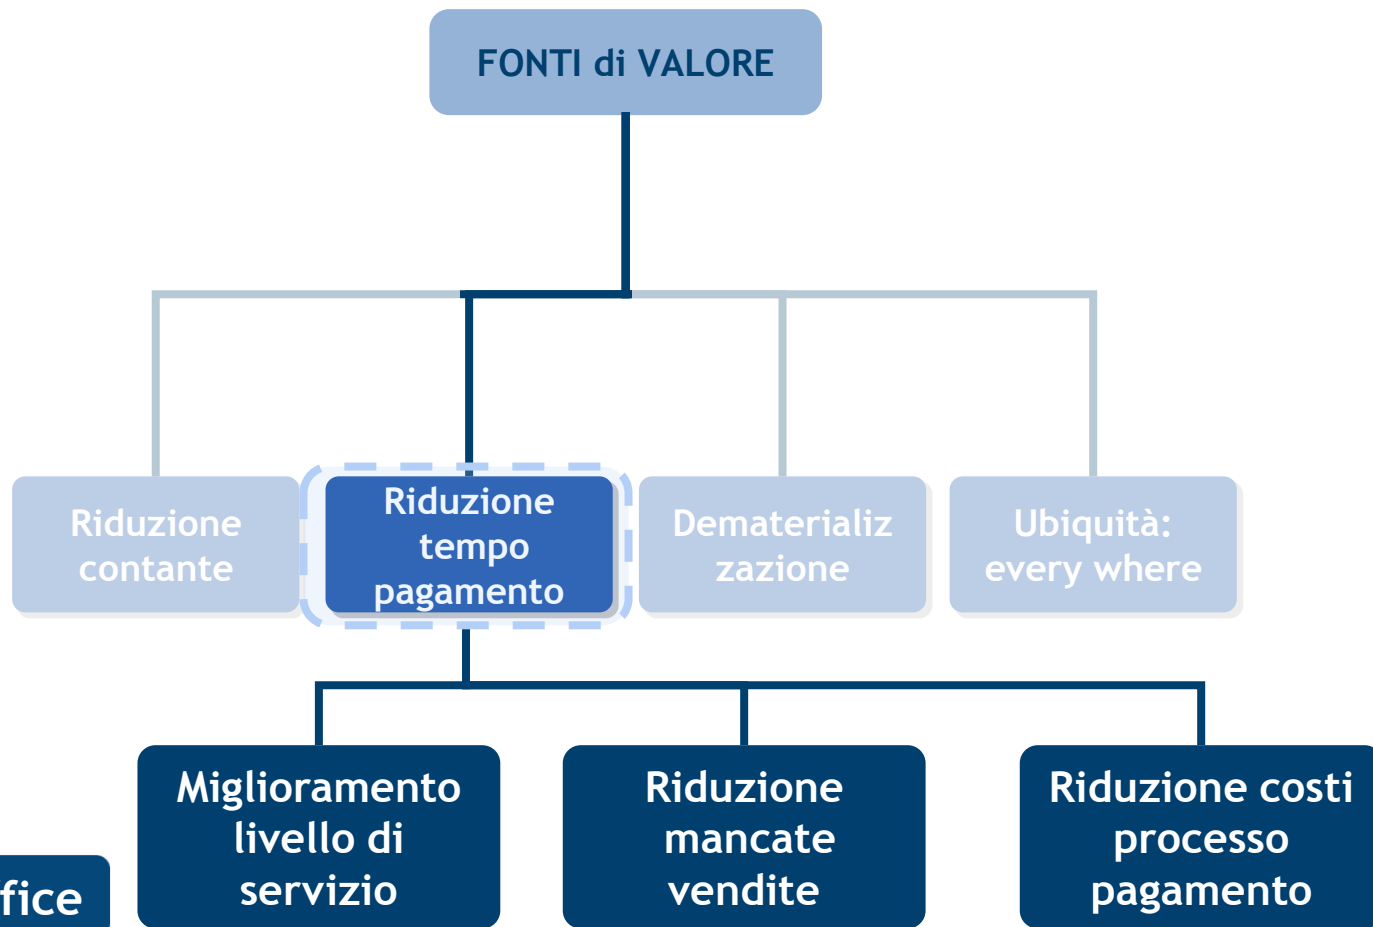 FONTI di VALORE
Riduzione
contante
Riduzione
tempo
pagamento
Dematerializ
zazione
Ubiquità:
every where
Miglioramento
livello di
servizio
Riduzione
mancate
vendite
Riduzione costi
processo
pagamento